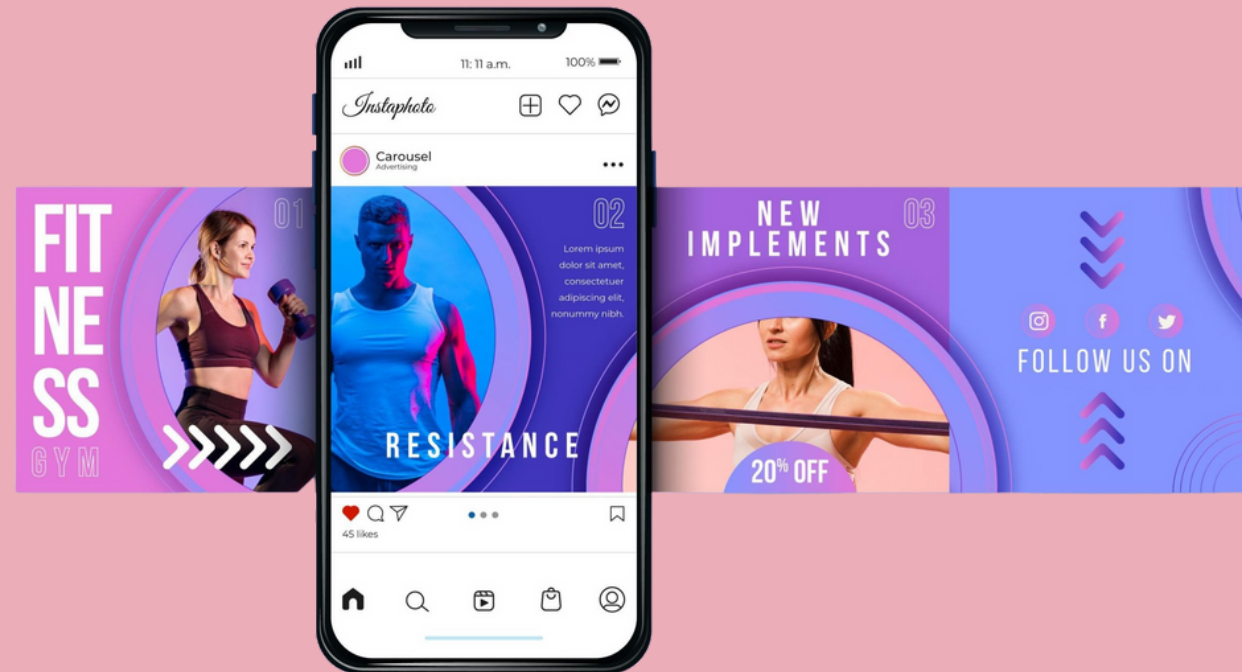 11:11 a.m.
100%
Instaphoto
Carousel
Advertising
FIT
NE
SS
GYM
01
02
Lorem ipsum
dolor sit amet,
consectetuer
adipiscing elit,
nonummy nibh.
RESISTANCE
NEW
IMPLEMENTS
03
20% OFF
f
FOLLOW US ON
45 likes